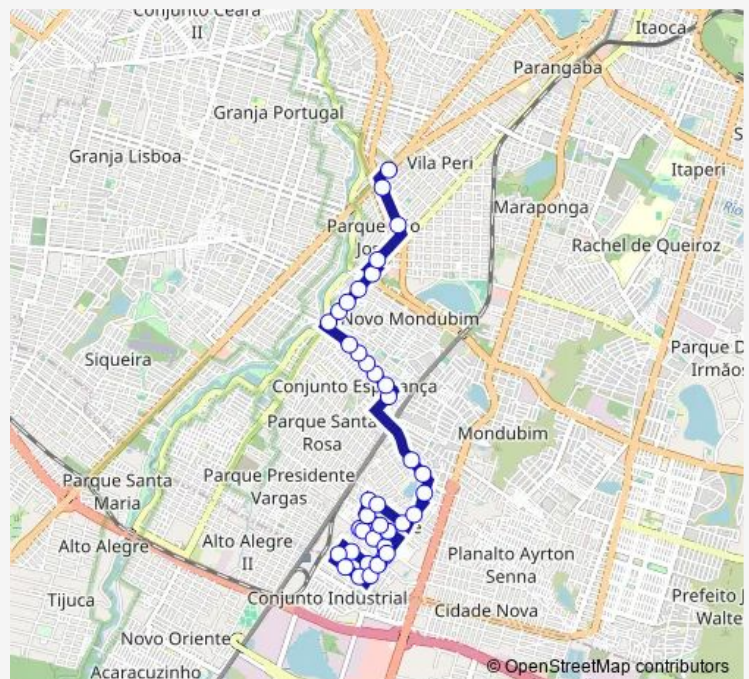 Conjunto Ceará
II
Itaoca
Parangaba
Granja Portugal
Granja Lisboa
Vila Peri
Itaperi
Maraponga
Parque
Jos
Rachel de Queiroz
Novo Mondubim
Siqueira
Parque D
Irmãos
Conjunto Esperança
Parque Santa
Rosa
Mondubim
Parque Santa
Maria
Parque Presidente
Vargas
Alto Alegre
Alto Alegre
II
Planalto Ayrton
Senna
Tijuca
Conjunto Industrial
Cidade Nova
Prefeito J
Walte
Novo Oriente
Acaracuzinho
© OpenStreetMap contributors